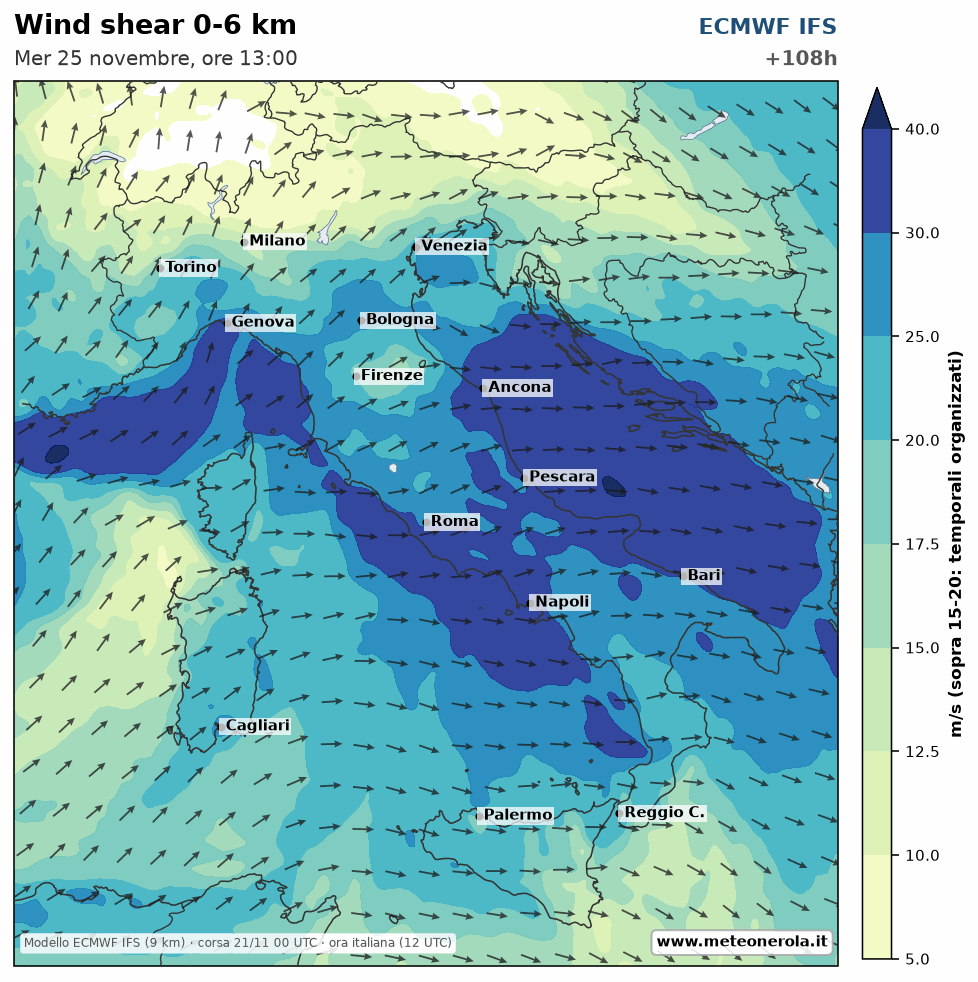 Wind shear 0-6 km
ECMWF IFS
Mer 25 novembre, ore 13:00
+108h
40.0
30.0
25.0
20.0
17.5
15.0
12.5
10.0
5.0
m/s (sopra 15-20: temporali organizzati)
Milano
Venezia
Torino
Genova
Bologna
Firenze
Ancona
Pescara
Roma
Bari
Napoli
Cagliari
Palermo
Reggio C.
Modello ECMWF IFS (9 km) · corsa 21/11 00 UTC · ora italiana (12 UTC)
www.meteonerola.it